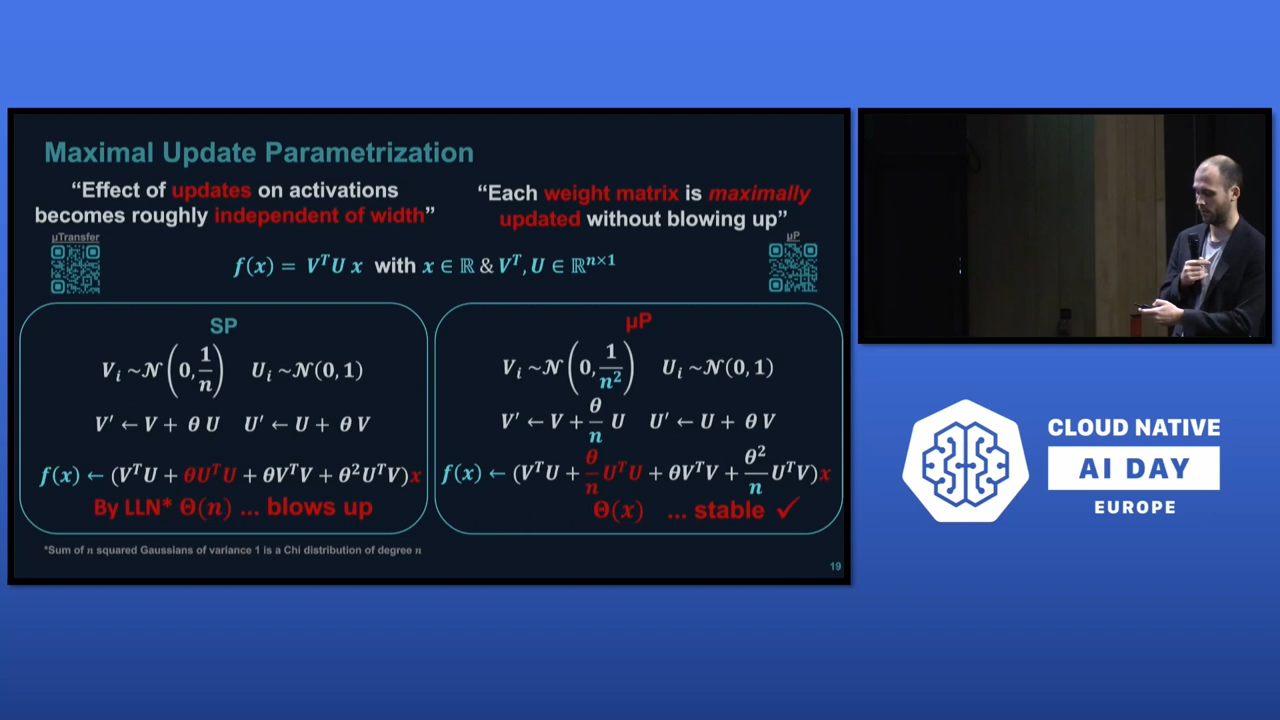 Maximal Update Parametrization
“Effect of updates on activations
becomes roughly independent of width”
“Each weight matrix is maximally
updated without blowing up”
µTransfer
µP
f(x) = VᵀU x with x ∈ ℝ & Vᵀ, U ∈ ℝⁿˣ¹
SP
Vᵢ ~𝒩(0, 1/n) Uᵢ ~𝒩(0, 1)
V′ ← V + θ U U′ ← U + θ V
f(x) ← (VᵀU + θUᵀU + θVᵀV + θ²UᵀV)x
By LLN* Θ(n) ... blows up
µP
Vᵢ ~𝒩(0, 1/n²) Uᵢ ~𝒩(0, 1)
V′ ← V + θ/n U U′ ← U + θ V
f(x) ← (VᵀU + θ/n UᵀU + θVᵀV + θ²/n UᵀV)x
Θ(x) ... stable ✓
*Sum of n squared Gaussians of variance 1 is a Chi distribution of degree n
19
CLOUD NATIVE
AI DAY
EUROPE